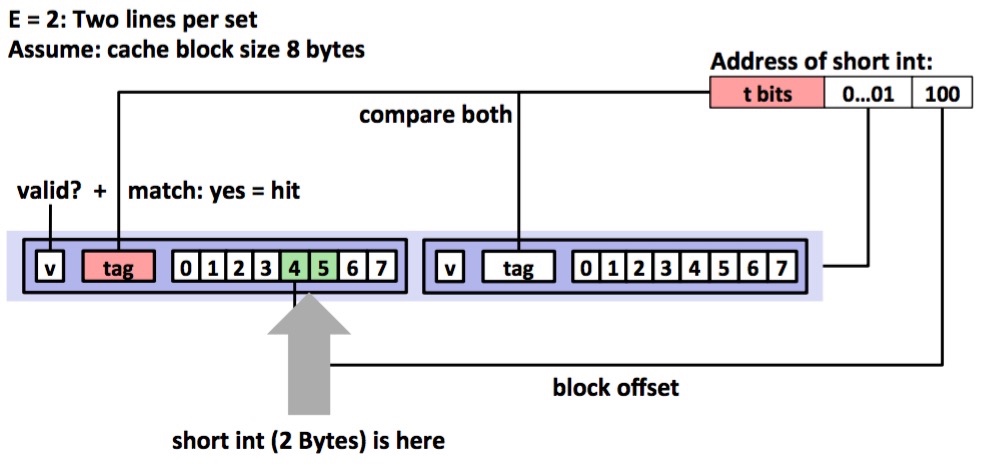 E = 2: Two lines per set
Assume: cache block size 8 bytes
Address of short int:
t bits 0...01 100
compare both
valid? + match: yes = hit
v tag 0 1 2 3 4 5 6 7 v tag 0 1 2 3 4 5 6 7
block offset
short int (2 Bytes) is here